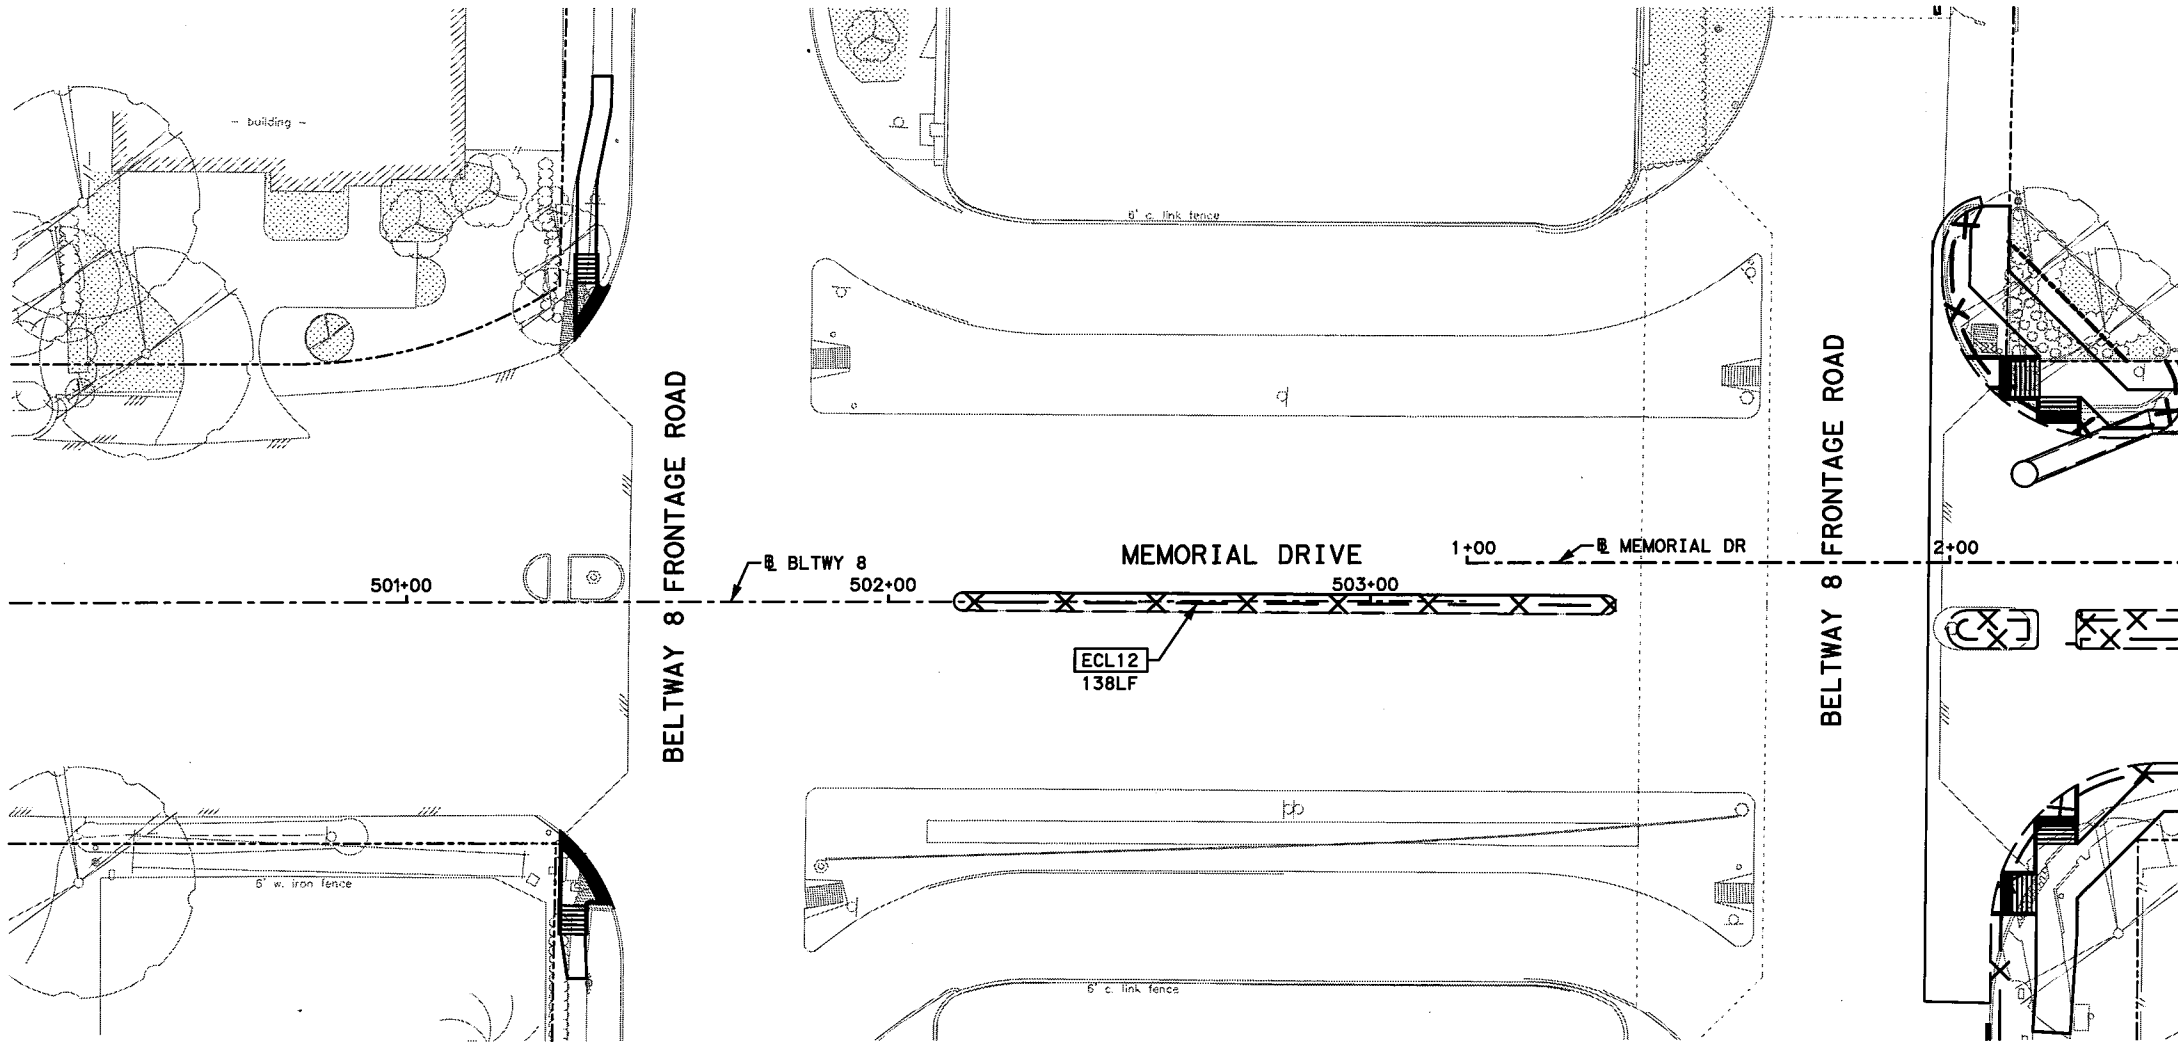 - building -
6' c. link fence
BELTWAY 8 FRONTAGE ROAD
BELTWAY 8 FRONTAGE ROAD
MEMORIAL DRIVE
1+00
℄ MEMORIAL DR
2+00
℄ BLTWY 8
501+00
502+00
503+00
ECL12
138LF
6' w. iron fence
6' c. link fence